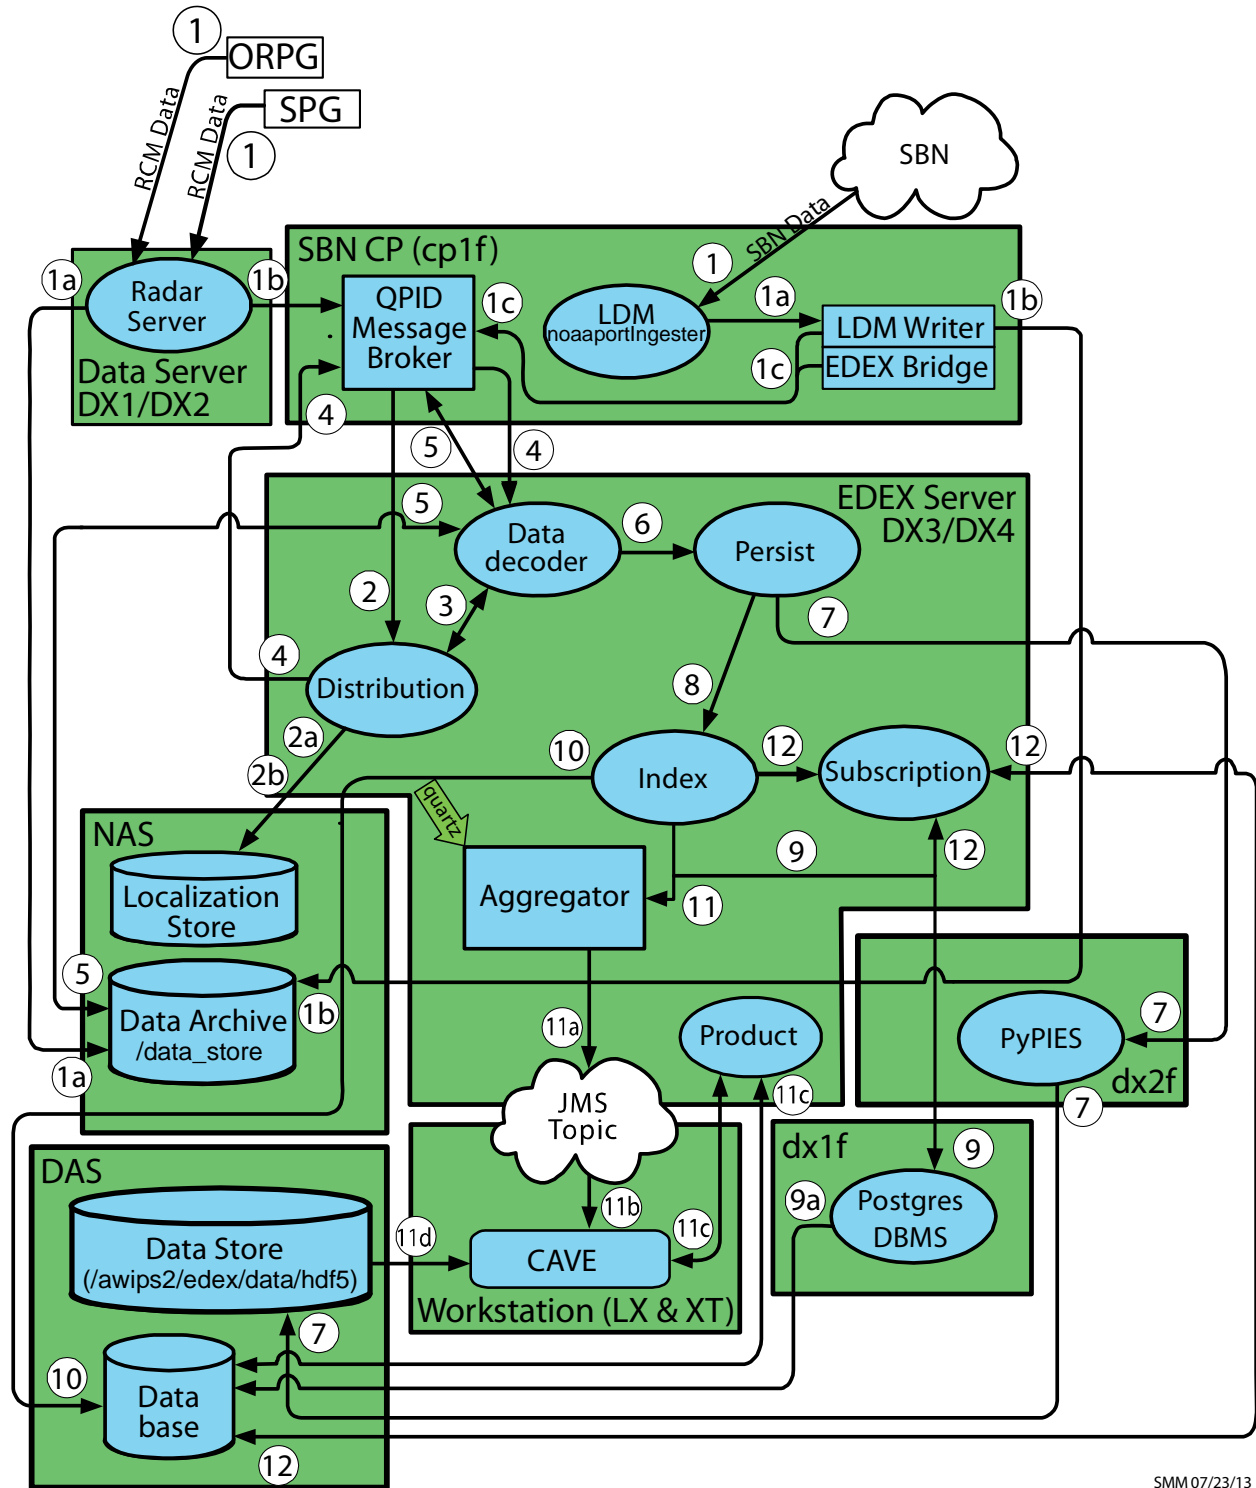 1
ORPG
RCM Data
SPG
RCM Data
1
SBN
SBN Data
SBN CP (cp1f)
1
1a
Radar
Server
1b
QPID
Message
Broker
1c
LDM
noaaportIngester
1a
LDM Writer
EDEX Bridge
1b
1c
Data Server
DX1/DX2
4
5
4
EDEX Server
DX3/DX4
5
Data
decoder
6
Persist
2
3
7
4
Distribution
8
2a
2b
10
Index
12
Subscription
12
quartz
NAS
Localization
Store
Aggregator
9
12
11
5
Data Archive
/data_store
1b
1a
11a
Product
11c
PyPIES
7
dx2f
7
JMS
Topic
dx1f
9
DAS
Data Store
(/awips2/edex/data/hdf5)
11d
11b
11c
CAVE
9a
Postgres
DBMS
Workstation (LX & XT)
7
10
Data
base
12
SMM 07/23/13